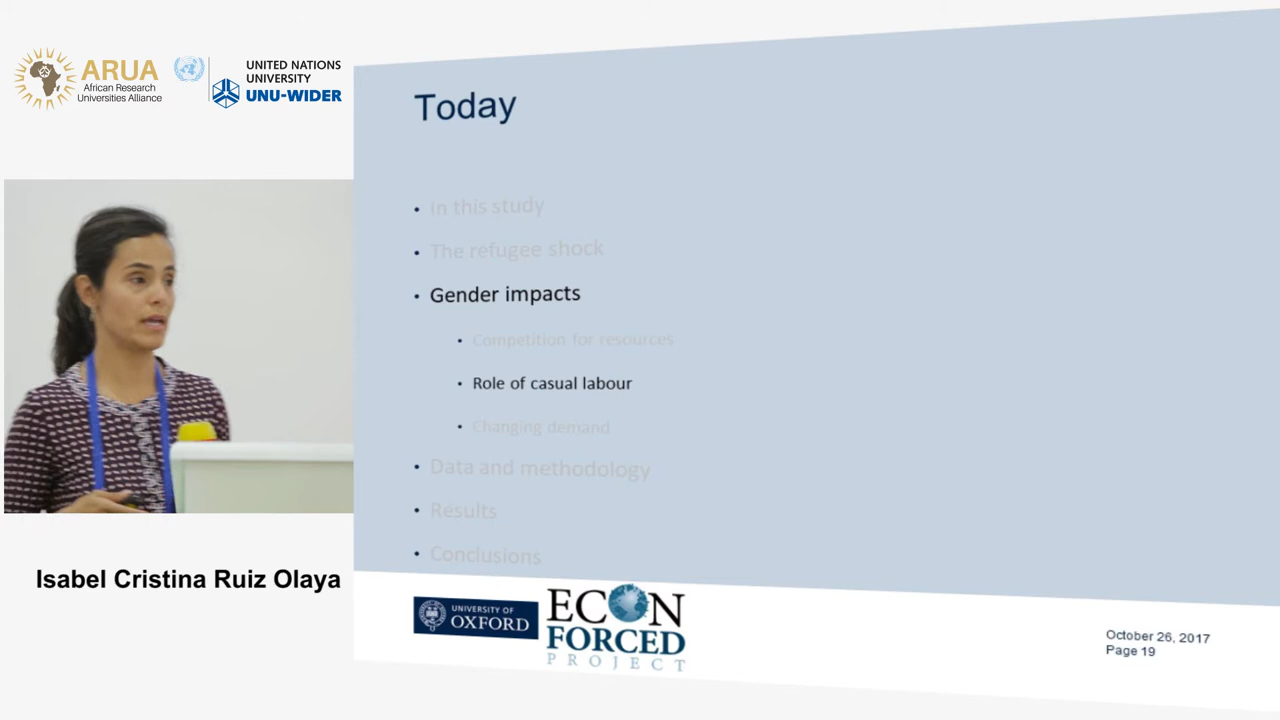 ARUA
African Research
Universities Alliance
UNITED NATIONS
UNIVERSITY
UNU-WIDER
Today
• In this study
• The refugee shock
• Gender impacts
• Competition for resources
• Role of casual labour
• Changing demand
• Data and methodology
• Results
• Conclusions
Isabel Cristina Ruiz Olaya
UNIVERSITY OF
OXFORD
ECON
FORCED
PROJECT
October 26, 2017
Page 19